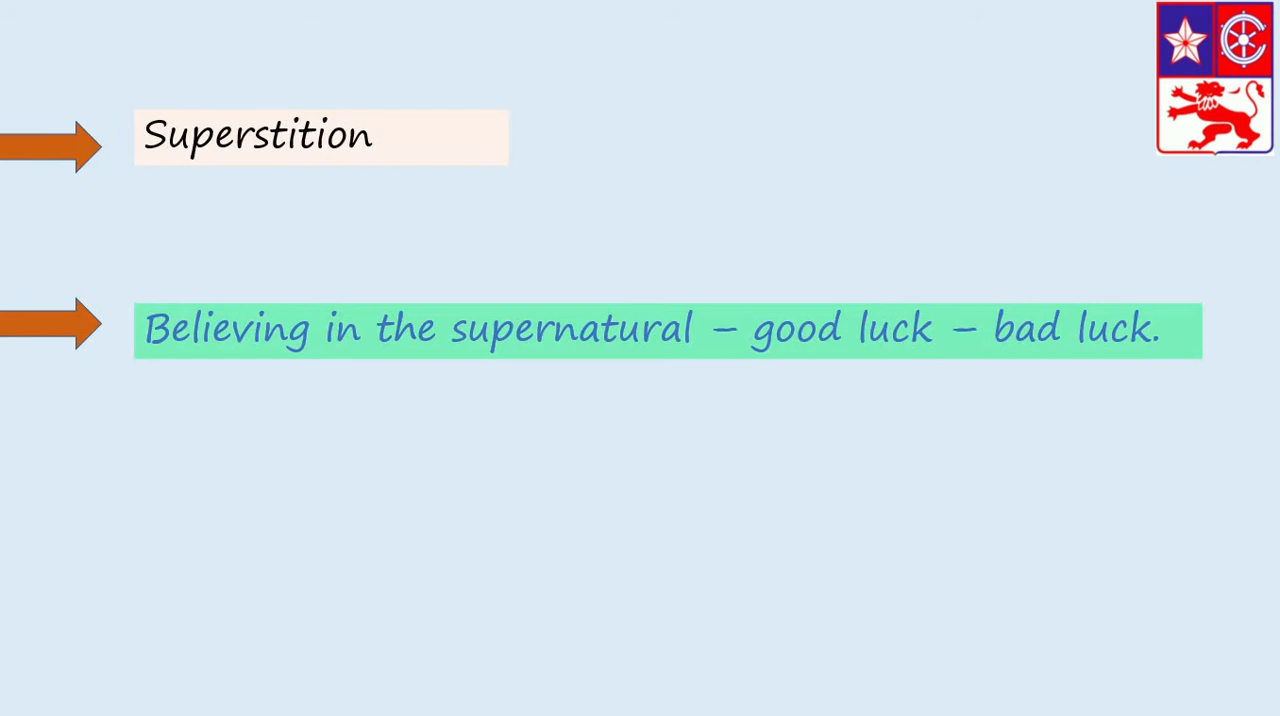 Superstition
Believing in the supernatural – good luck – bad luck.